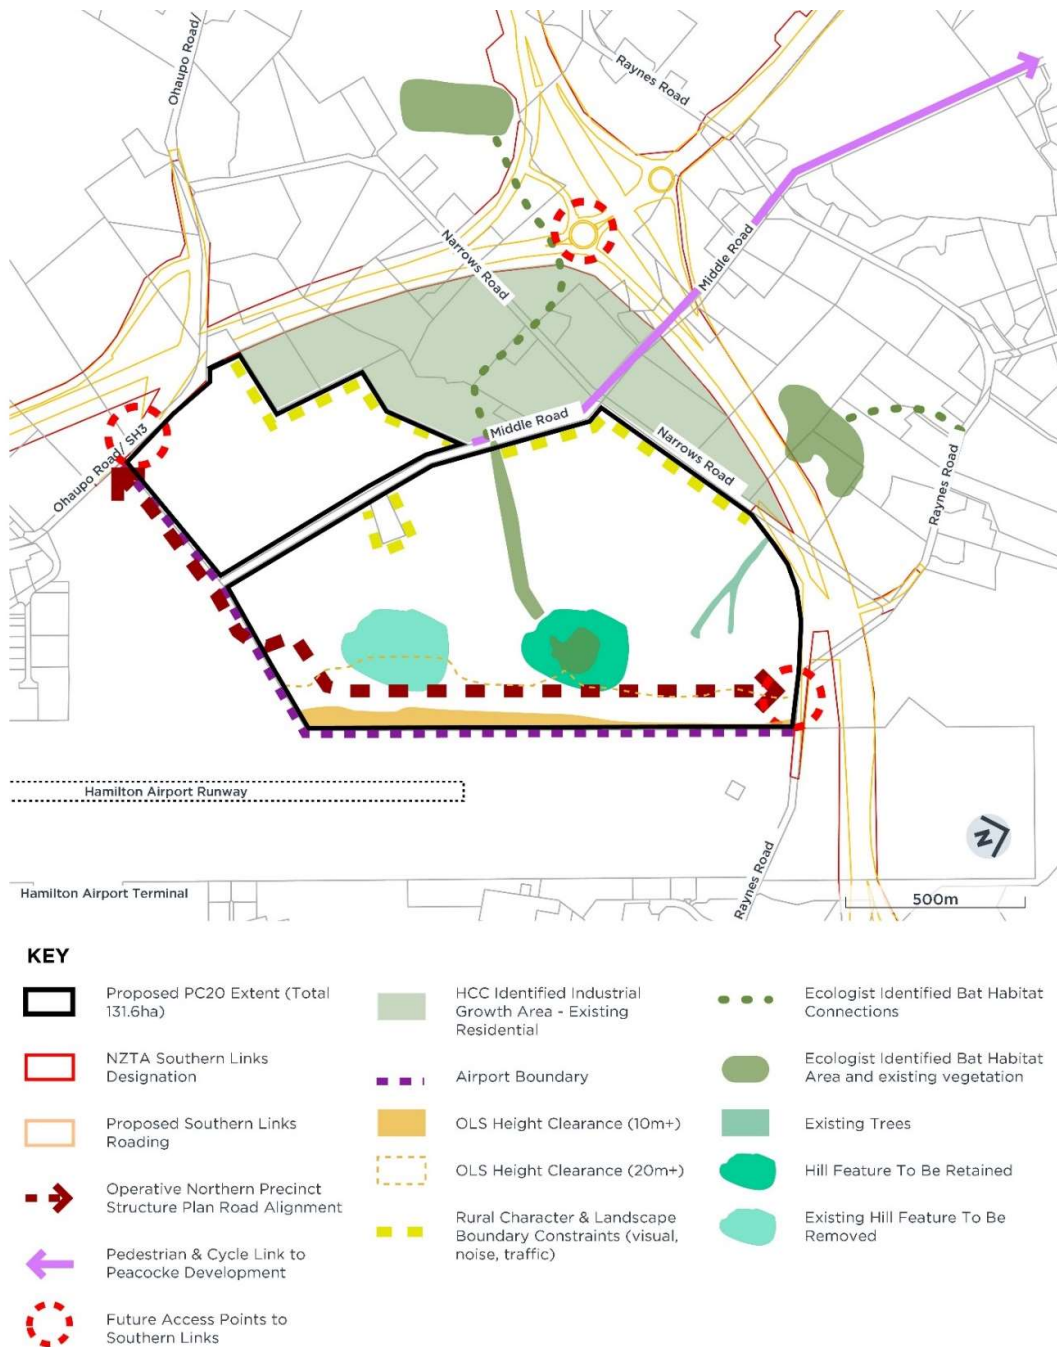 Ohaupo Road/
Raynes Road
Narrows Road
Middle Road
Middle Road
Narrows Road
Ohaupo Road/ SH3
Raynes Road
Hamilton Airport Runway
N
Raynes Road
Hamilton Airport Terminal
500m
KEY
Proposed PC20 Extent (Total
131.6ha)
NZTA Southern Links
Designation
Proposed Southern Links
Roading
Operative Northern Precinct
Structure Plan Road Alignment
Pedestrian & Cycle Link to
Peacocke Development
Future Access Points to
Southern Links
HCC Identified Industrial
Growth Area - Existing
Residential
Airport Boundary
OLS Height Clearance (10m+)
OLS Height Clearance (20m+)
Rural Character & Landscape
Boundary Constraints (visual,
noise, traffic)
Ecologist Identified Bat Habitat
Connections
Ecologist Identified Bat Habitat
Area and existing vegetation
Existing Trees
Hill Feature To Be Retained
Existing Hill Feature To Be
Removed